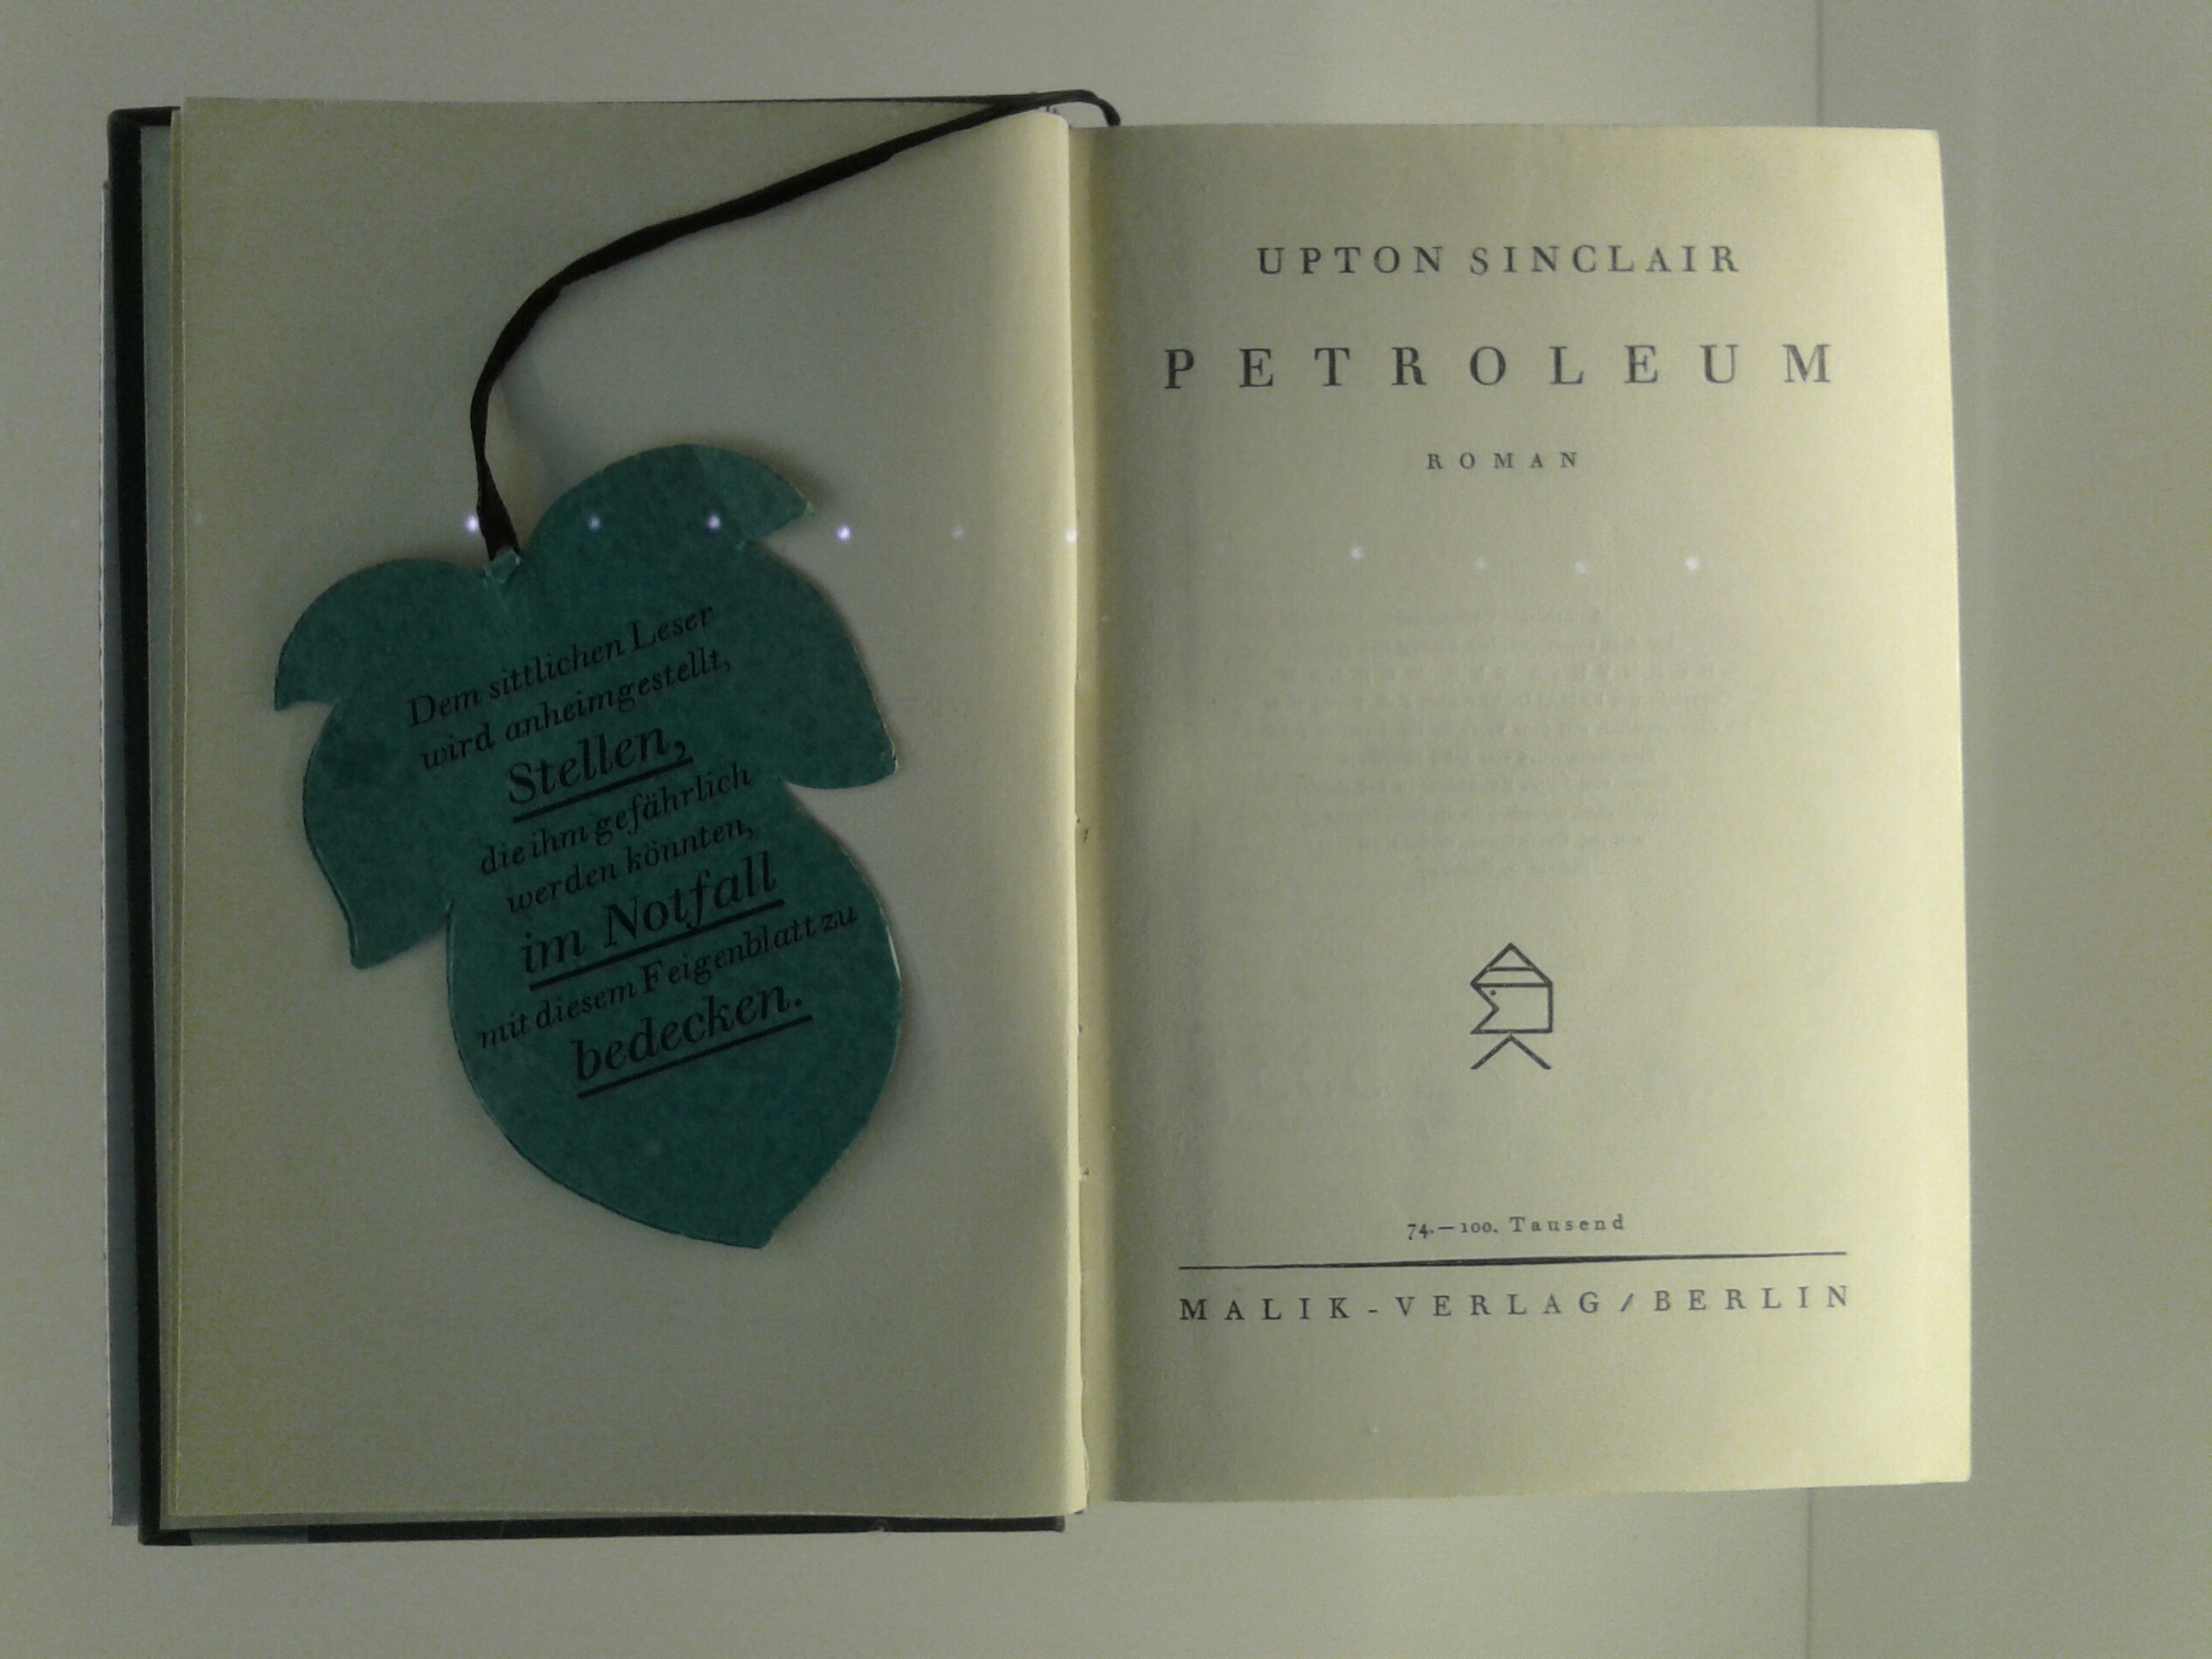 Dem sittlichen Leser
wird anheimgestellt,
Stellen,
die ihm gefährlich
werden könnten,
im Notfall
mit diesem Feigenblatt zu
bedecken.
UPTON SINCLAIR
PETROLEUM
ROMAN
74.—100. Tausend
MALIK-VERLAG/BERLIN